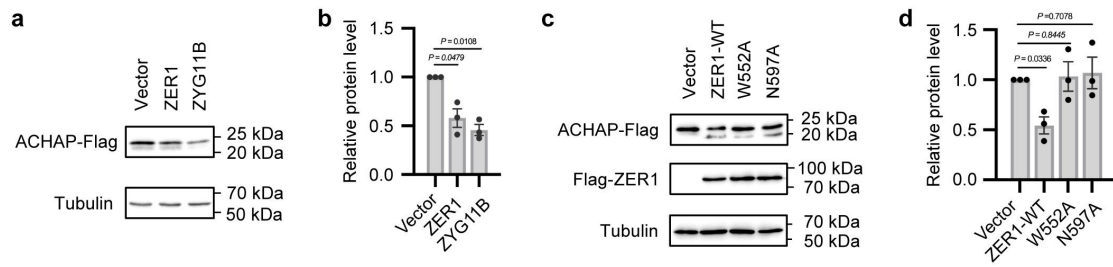 a
Vector
ZER1
ZYG11B
ACHAP-Flag
25 kDa
20 kDa
Tubulin
70 kDa
50 kDa
b
Relative protein level
1.5
1.0
0.5
0.0
P = 0.0108
P = 0.0479
Vector
ZER1
ZYG11B
c
Vector
ZER1-WT
W552A
N597A
ACHAP-Flag
25 kDa
20 kDa
Flag-ZER1
100 kDa
70 kDa
Tubulin
70 kDa
50 kDa
d
Relative protein level
1.5
1.0
0.5
0.0
P =0.7078
P = 0.8445
P = 0.0336
Vector
ZER1-WT
W552A
N597A